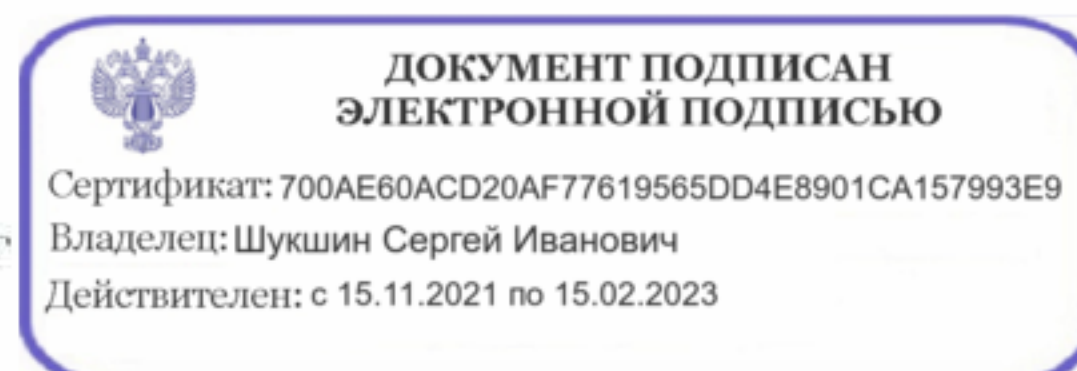 ДОКУМЕНТ ПОДПИСАН
ЭЛЕКТРОННОЙ ПОДПИСЬЮ
Сертификат: 700AE60ACD20AF77619565DD4E8901CA157993E9
Владелец: Шукшин Сергей Иванович
Действителен: с 15.11.2021 по 15.02.2023